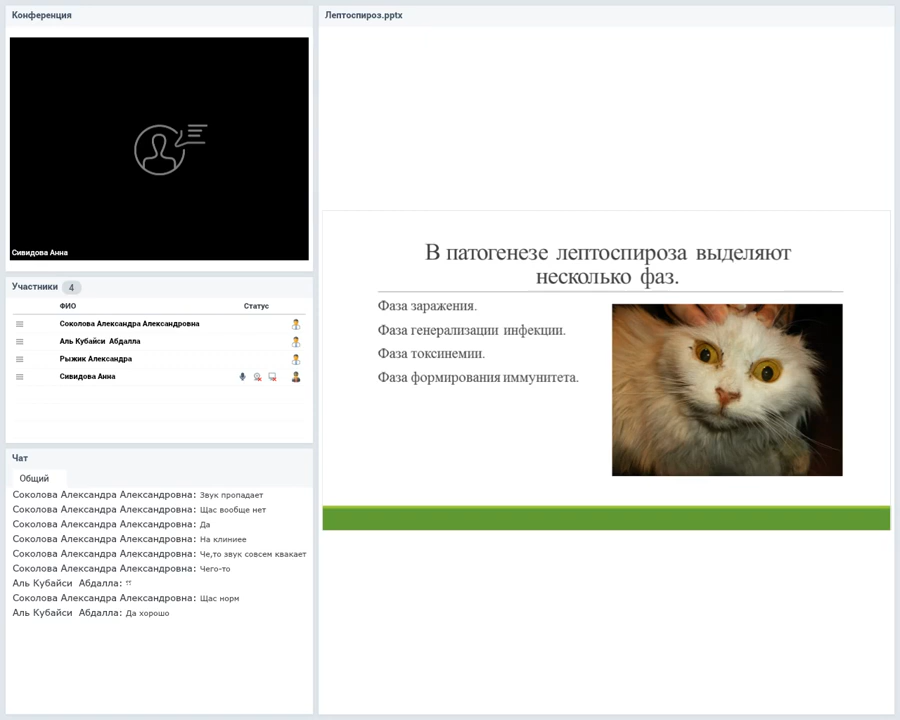 Конференция
Сивидова Анна
Участники 4
ФИО Статус
Соколова Александра Александровна
Аль Кубайси Абдалла
Рыжик Александра
Сивидова Анна
Чат
Общий
Соколова Александра Александровна: Звук пропадает
Соколова Александра Александровна: Щас вообще нет
Соколова Александра Александровна: Да
Соколова Александра Александровна: На клиниее
Соколова Александра Александровна: Че,то звук совсем квакает
Соколова Александра Александровна: Чего-то
Аль Кубайси Абдалла:
Соколова Александра Александровна: Щас норм
Аль Кубайси Абдалла: Да хорошо
Лептоспироз.pptx
В патогенезе лептоспироза выделяют
несколько фаз.
Фаза заражения.
Фаза генерализации инфекции.
Фаза токсинемии.
Фаза формирования иммунитета.